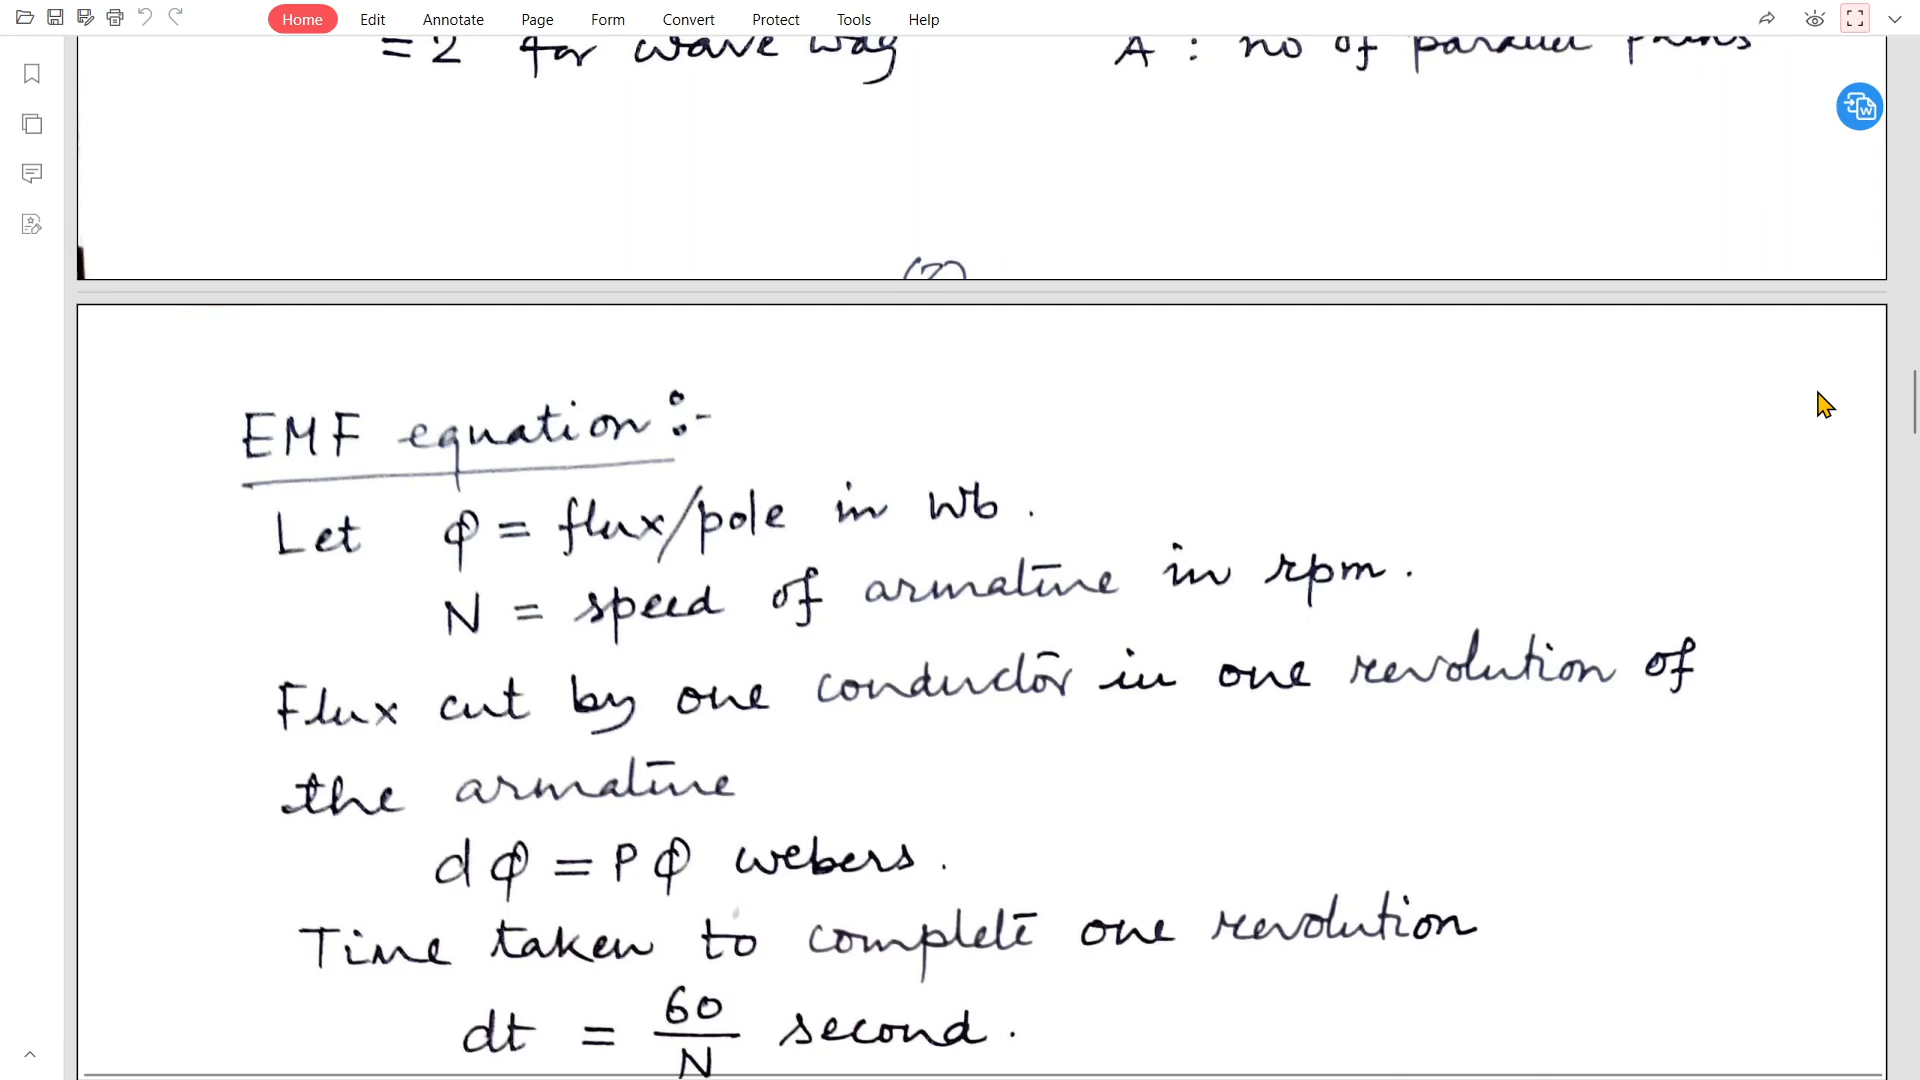 Home Edit Annotate Page Form Convert Protect Tools Help
= 2 for wave wdg A : no of parallel paths
EMF equation :-
Let φ = flux/pole in Wb.
N = speed of armature in rpm.
Flux cut by one conductor in one revolution of
the armature
dφ = Pφ webers.
Time taken to complete one revolution
dt = 60/N second.